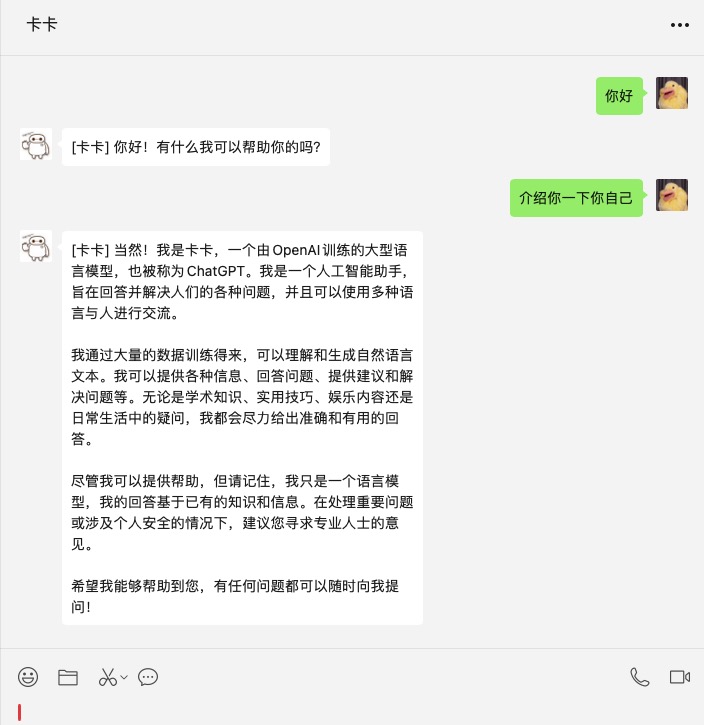 卡卡
你好
[卡卡] 你好！有什么我可以帮助你的吗?
介绍你一下你自己
[卡卡] 当然！我是卡卡，一个由 OpenAI 训练的大型语
言模型，也被称为 ChatGPT。我是一个人工智能助手，
旨在回答并解决人们的各种问题，并且可以使用多种语
言与人进行交流。
我通过大量的数据训练得来，可以理解和生成自然语言
文本。我可以提供各种信息、回答问题、提供建议和解
决问题等。无论是学术知识、实用技巧、娱乐内容还是
日常生活中的疑问，我都会尽力给出准确和有用的回
答。
尽管我可以提供帮助，但请记住，我只是一个语言模
型，我的回答基于已有的知识和信息。在处理重要问题
或涉及个人安全的情况下，建议您寻求专业人士的意
见。
希望我能够帮助到您，有任何问题都可以随时向我提
问！